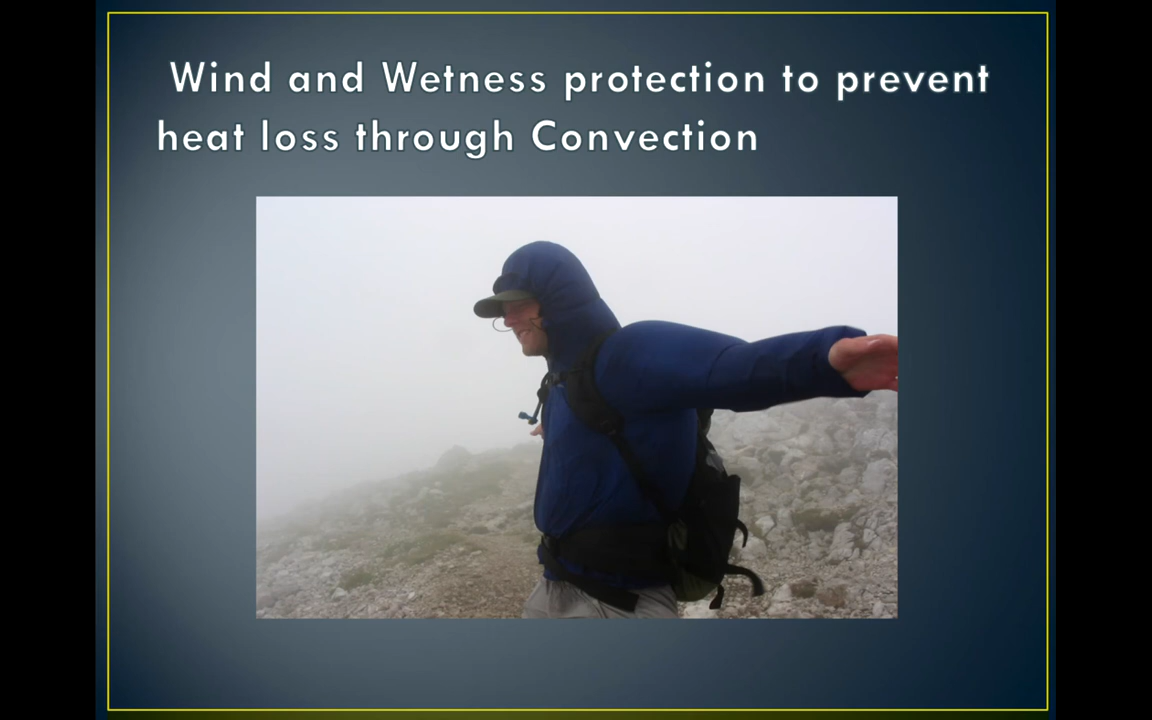 Wind and Wetness protection to prevent
heat loss through Convection